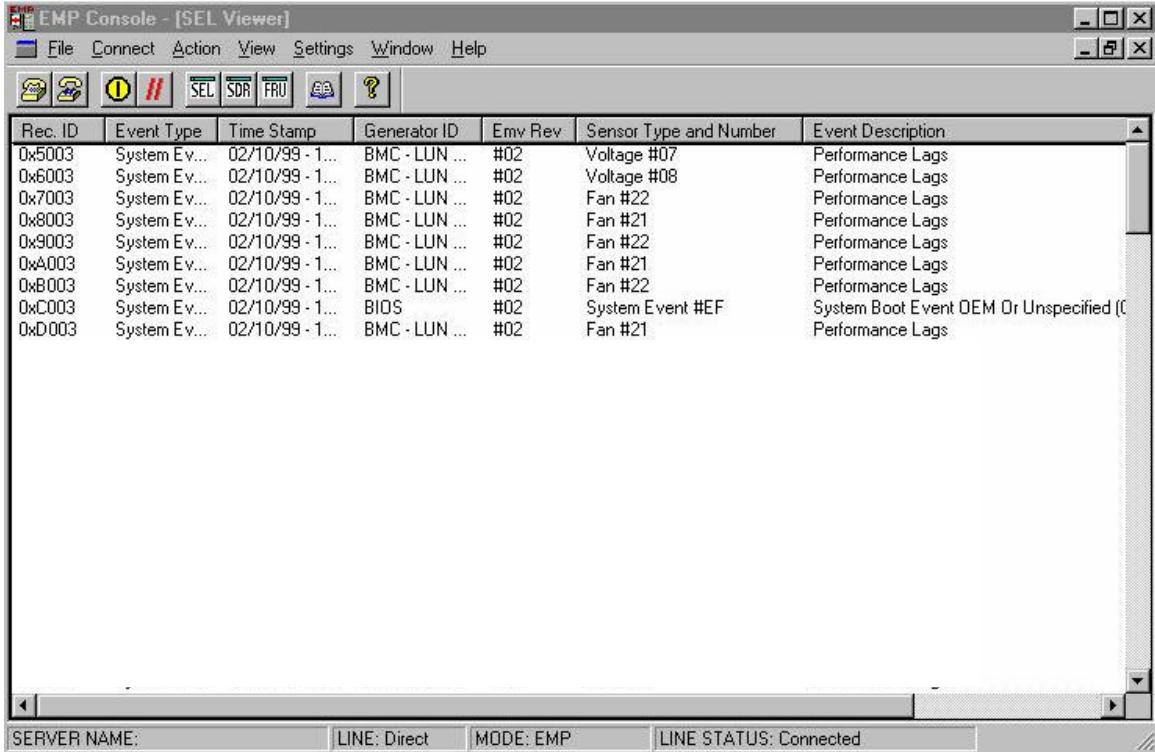 EMP Console - [SEL Viewer]
File Connect Action View Settings Window Help
SEL SDR FRU
Rec. ID Event Type Time Stamp Generator ID Emv Rev Sensor Type and Number Event Description
0x5003 System Ev... 02/10/99 - 1... BMC - LUN ... #02 Voltage #07 Performance Lags
0x6003 System Ev... 02/10/99 - 1... BMC - LUN ... #02 Voltage #08 Performance Lags
0x7003 System Ev... 02/10/99 - 1... BMC - LUN ... #02 Fan #22 Performance Lags
0x8003 System Ev... 02/10/99 - 1... BMC - LUN ... #02 Fan #21 Performance Lags
0x9003 System Ev... 02/10/99 - 1... BMC - LUN ... #02 Fan #22 Performance Lags
0xA003 System Ev... 02/10/99 - 1... BMC - LUN ... #02 Fan #21 Performance Lags
0xB003 System Ev... 02/10/99 - 1... BMC - LUN ... #02 Fan #22 Performance Lags
0xC003 System Ev... 02/10/99 - 1... BIOS #02 System Event #EF System Boot Event OEM Or Unspecified
0xD003 System Ev... 02/10/99 - 1... BMC - LUN ... #02 Fan #21 Performance Lags
SERVER NAME: LINE: Direct MODE: EMP LINE STATUS: Connected